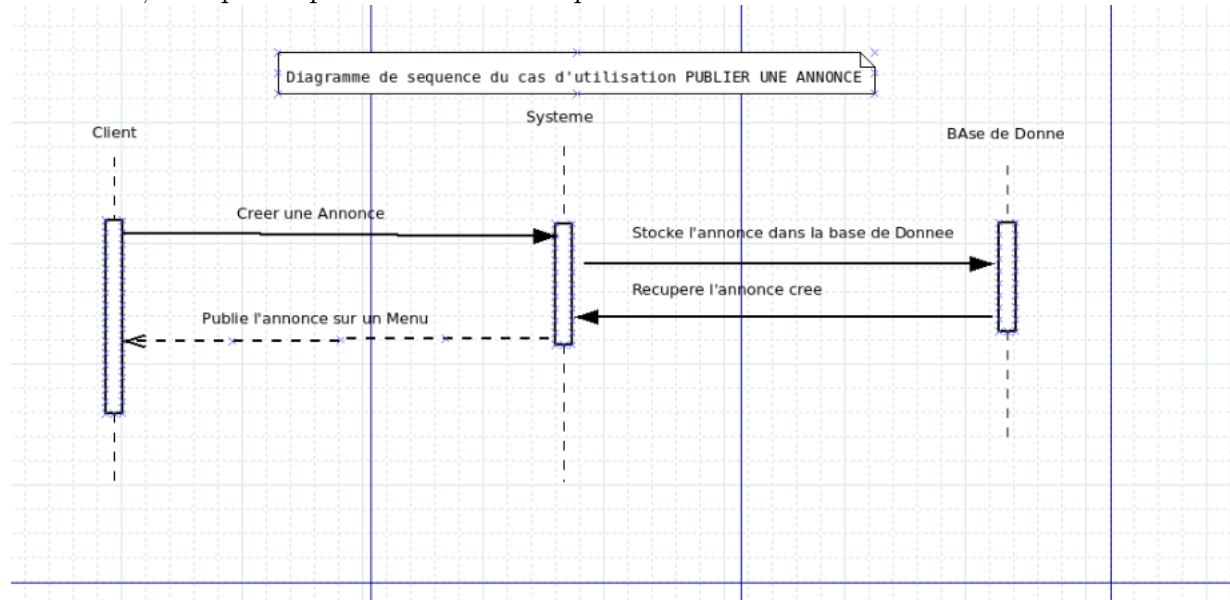 Diagramme de sequence du cas d'utilisation PUBLIER UNE ANNONCE
Systeme
Client
BAse de Donne
Creer une Annonce
Stocke l'annonce dans la base de Donnee
Recupere l'annonce cree
Publie l'annonce sur un Menu